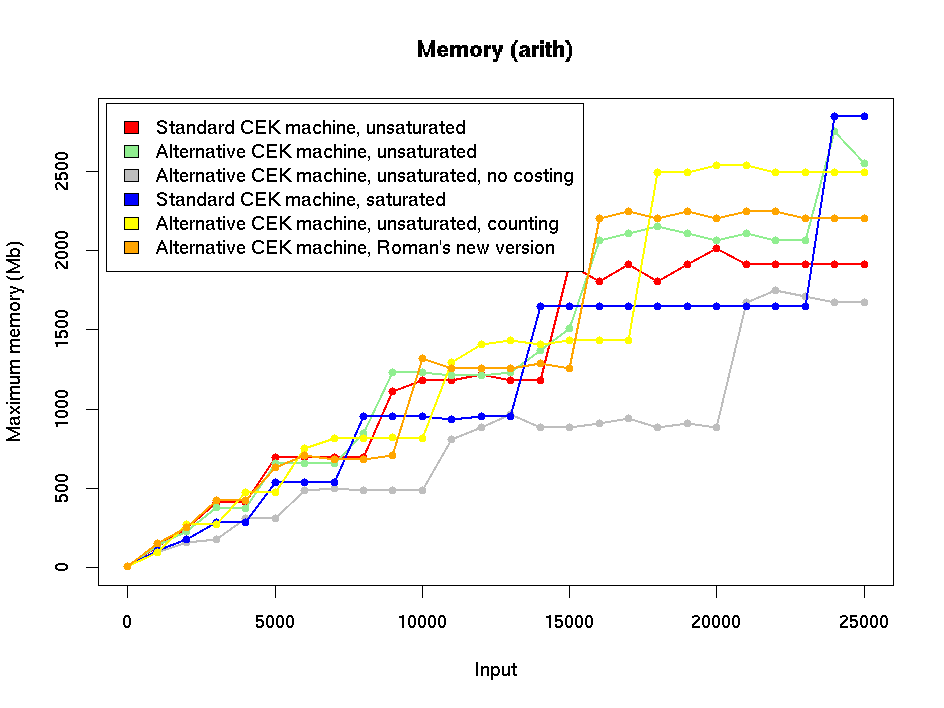 Memory (arith)
Standard CEK machine, unsaturated
Alternative CEK machine, unsaturated
Alternative CEK machine, unsaturated, no costing
Standard CEK machine, saturated
Alternative CEK machine, unsaturated, counting
Alternative CEK machine, Roman's new version
Maximum memory (Mb)
2500
2000
1500
1000
500
0
0 5000 10000 15000 20000 25000
Input